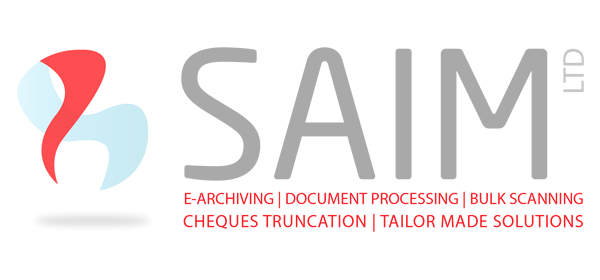 SAIM LTD
E-ARCHIVING | DOCUMENT PROCESSING | BULK SCANNING
CHEQUES TRUNCATION | TAILOR MADE SOLUTIONS